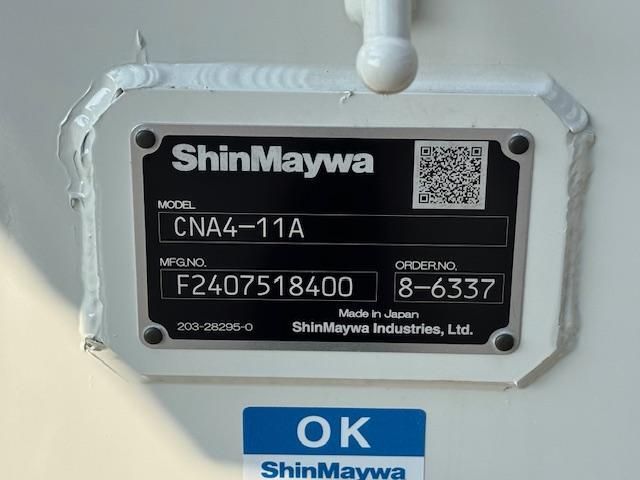 ShinMaywa
MODEL
CNA4-11A
MFG.NO. ORDER.NO.
F2407518400 8-6337
Made in Japan
203-28295-0 ShinMaywa Industries, Ltd.
OK
ShinMaywa